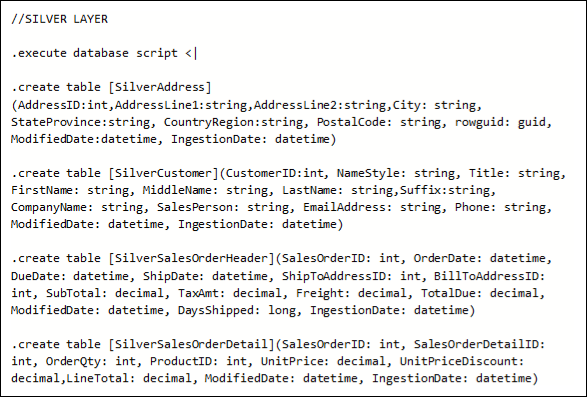 //SILVER LAYER
.execute database script <|
.create table [SilverAddress]
(AddressID:int,AddressLine1:string,AddressLine2:string,City: string,
StateProvince:string, CountryRegion:string, PostalCode: string, rowguid: guid,
ModifiedDate:datetime, IngestionDate: datetime)
.create table [SilverCustomer](CustomerID:int, NameStyle: string, Title: string,
FirstName: string, MiddleName: string, LastName: string,Suffix:string,
CompanyName: string, SalesPerson: string, EmailAddress: string, Phone: string,
ModifiedDate: datetime, IngestionDate: datetime)
.create table [SilverSalesOrderHeader](SalesOrderID: int, OrderDate: datetime,
DueDate: datetime, ShipDate: datetime, ShipToAddressID: int, BillToAddressID:
int, SubTotal: decimal, TaxAmt: decimal, Freight: decimal, TotalDue: decimal,
ModifiedDate: datetime, DaysShipped: long, IngestionDate: datetime)
.create table [SilverSalesOrderDetail](SalesOrderID: int, SalesOrderDetailID:
int, OrderQty: int, ProductID: int, UnitPrice: decimal, UnitPriceDiscount:
decimal,LineTotal: decimal, ModifiedDate: datetime, IngestionDate: datetime)